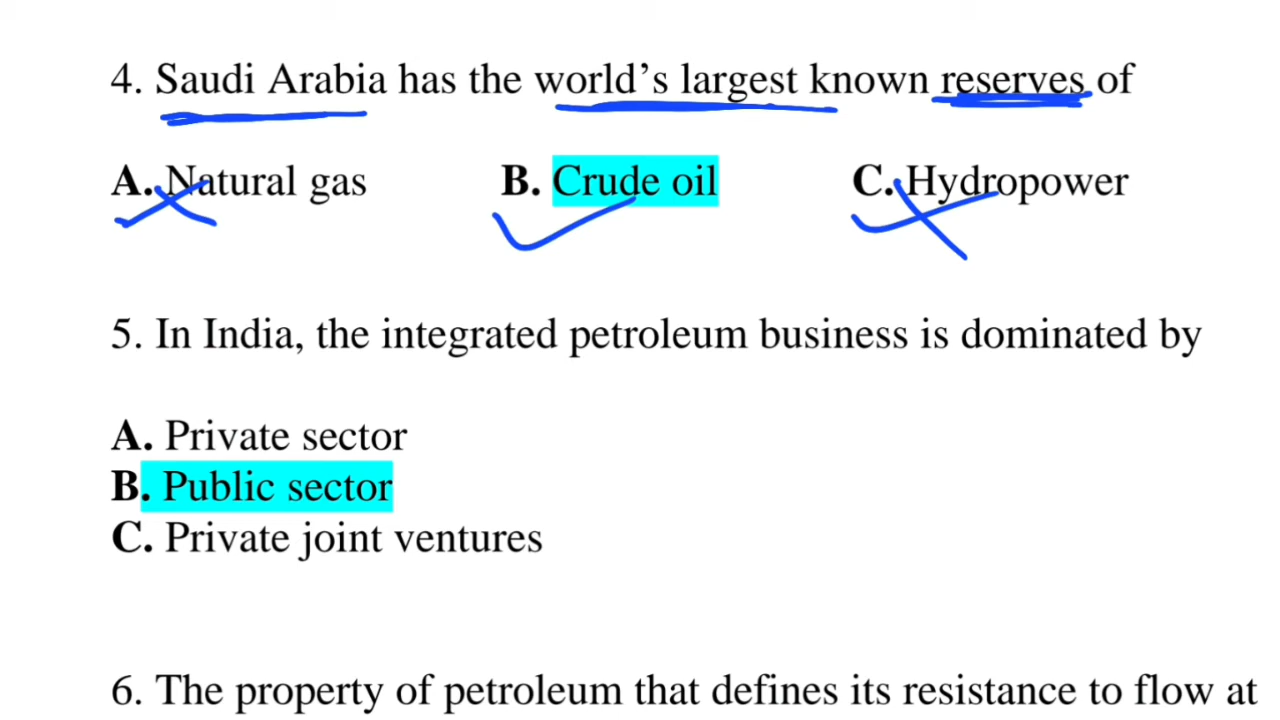 4. Saudi Arabia has the world’s largest known reserves of
A. Natural gas B. Crude oil C. Hydropower
5. In India, the integrated petroleum business is dominated by
A. Private sector
B. Public sector
C. Private joint ventures
6. The property of petroleum that defines its resistance to flow at